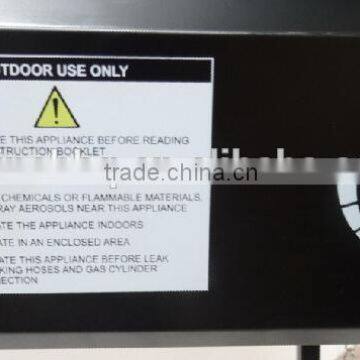 TDOOR USE ONLY
E THIS APPLIANCE BEFORE READING
TRUCTION BOOKLET
trade.china.cn
CHEMICALS OR FLAMMABLE MATERIALS,
RAY AEROSOLS NEAR THIS APPLIANCE
ATE THE APPLIANCE INDOORS
ATE IN AN ENCLOSED AREA
ATE THIS APPLIANCE BEFORE LEAK
KING HOSES AND GAS CYLINDER
ECTION